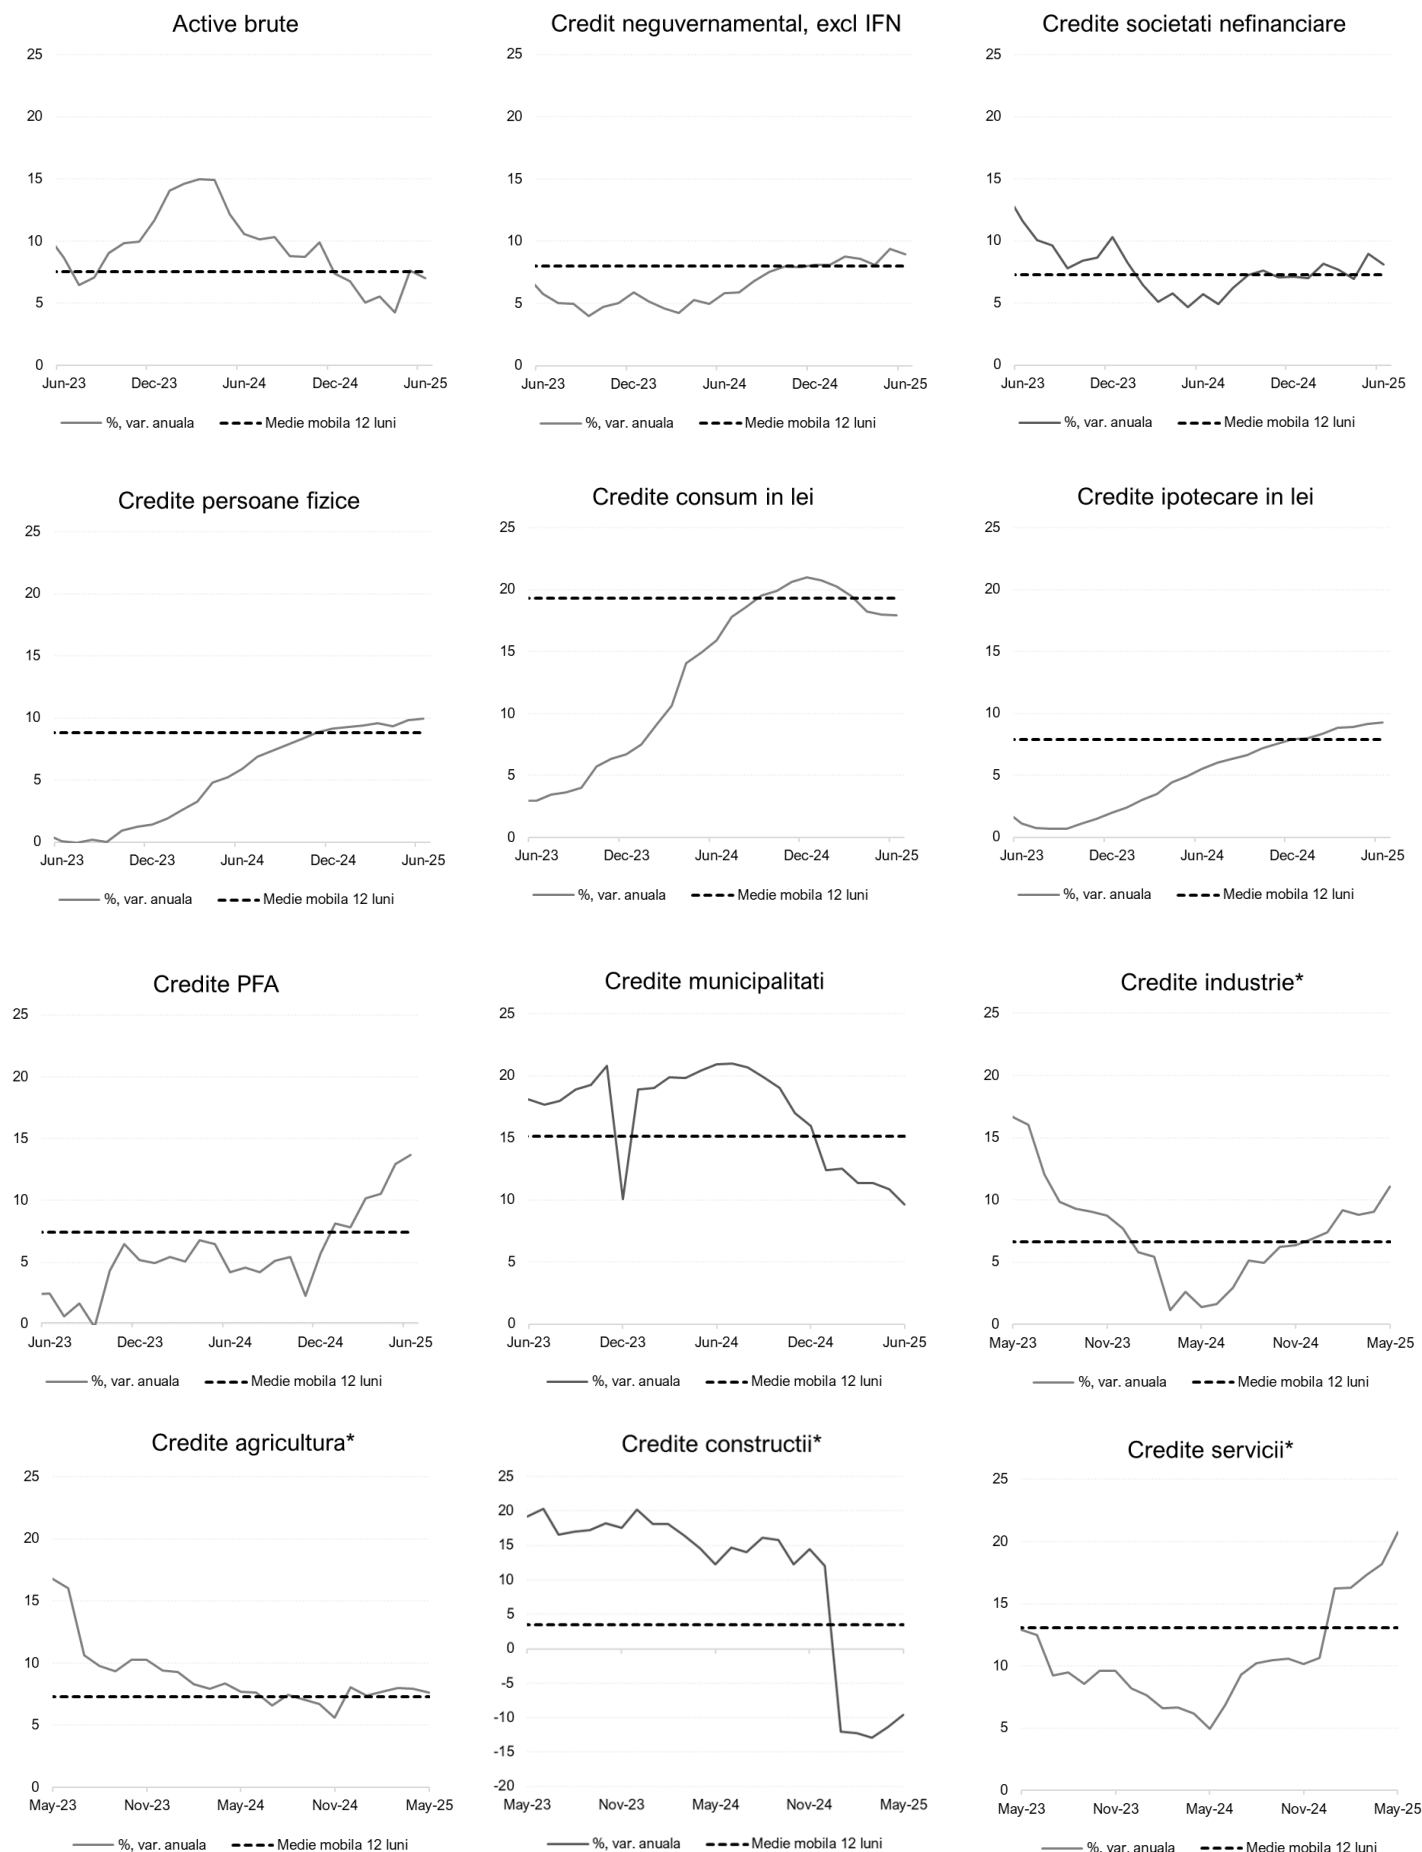 Active brute
25
20
15
10
5
0
Jun-23 Dec-23 Jun-24 Dec-24 Jun-25
%, var. anuala Medie mobila 12 luni
Credit neguvernamental, excl IFN
25
20
15
10
5
0
Jun-23 Dec-23 Jun-24 Dec-24 Jun-25
%, var. anuala Medie mobila 12 luni
Credite societati nefinanciare
25
20
15
10
5
0
Jun-23 Dec-23 Jun-24 Dec-24 Jun-25
%, var. anuala Medie mobila 12 luni
Credite persoane fizice
25
20
15
10
5
0
Jun-23 Dec-23 Jun-24 Dec-24 Jun-25
%, var. anuala Medie mobila 12 luni
Credite consum in lei
25
20
15
10
5
0
Jun-23 Dec-23 Jun-24 Dec-24 Jun-25
%, var. anuala Medie mobila 12 luni
Credite ipotecare in lei
25
20
15
10
5
0
Jun-23 Dec-23 Jun-24 Dec-24 Jun-25
%, var. anuala Medie mobila 12 luni
Credite PFA
25
20
15
10
5
0
Jun-23 Dec-23 Jun-24 Dec-24 Jun-25
%, var. anuala Medie mobila 12 luni
Credite municipalitati
25
20
15
10
5
0
Jun-23 Dec-23 Jun-24 Dec-24 Jun-25
%, var. anuala Medie mobila 12 luni
Credite industrie*
25
20
15
10
5
0
May-23 Nov-23 May-24 Nov-24 May-25
%, var. anuala Medie mobila 12 luni
Credite agricultura*
25
20
15
10
5
0
May-23 Nov-23 May-24 Nov-24 May-25
%, var. anuala Medie mobila 12 luni
Credite constructii*
25
20
15
10
5
0
-5
-10
-15
-20
May-23 Nov-23 May-24 Nov-24 May-25
%, var. anuala Medie mobila 12 luni
Credite servicii*
25
20
15
10
5
0
May-23 Nov-23 May-24 Nov-24 May-25
%, var. anuala Medie mobila 12 luni